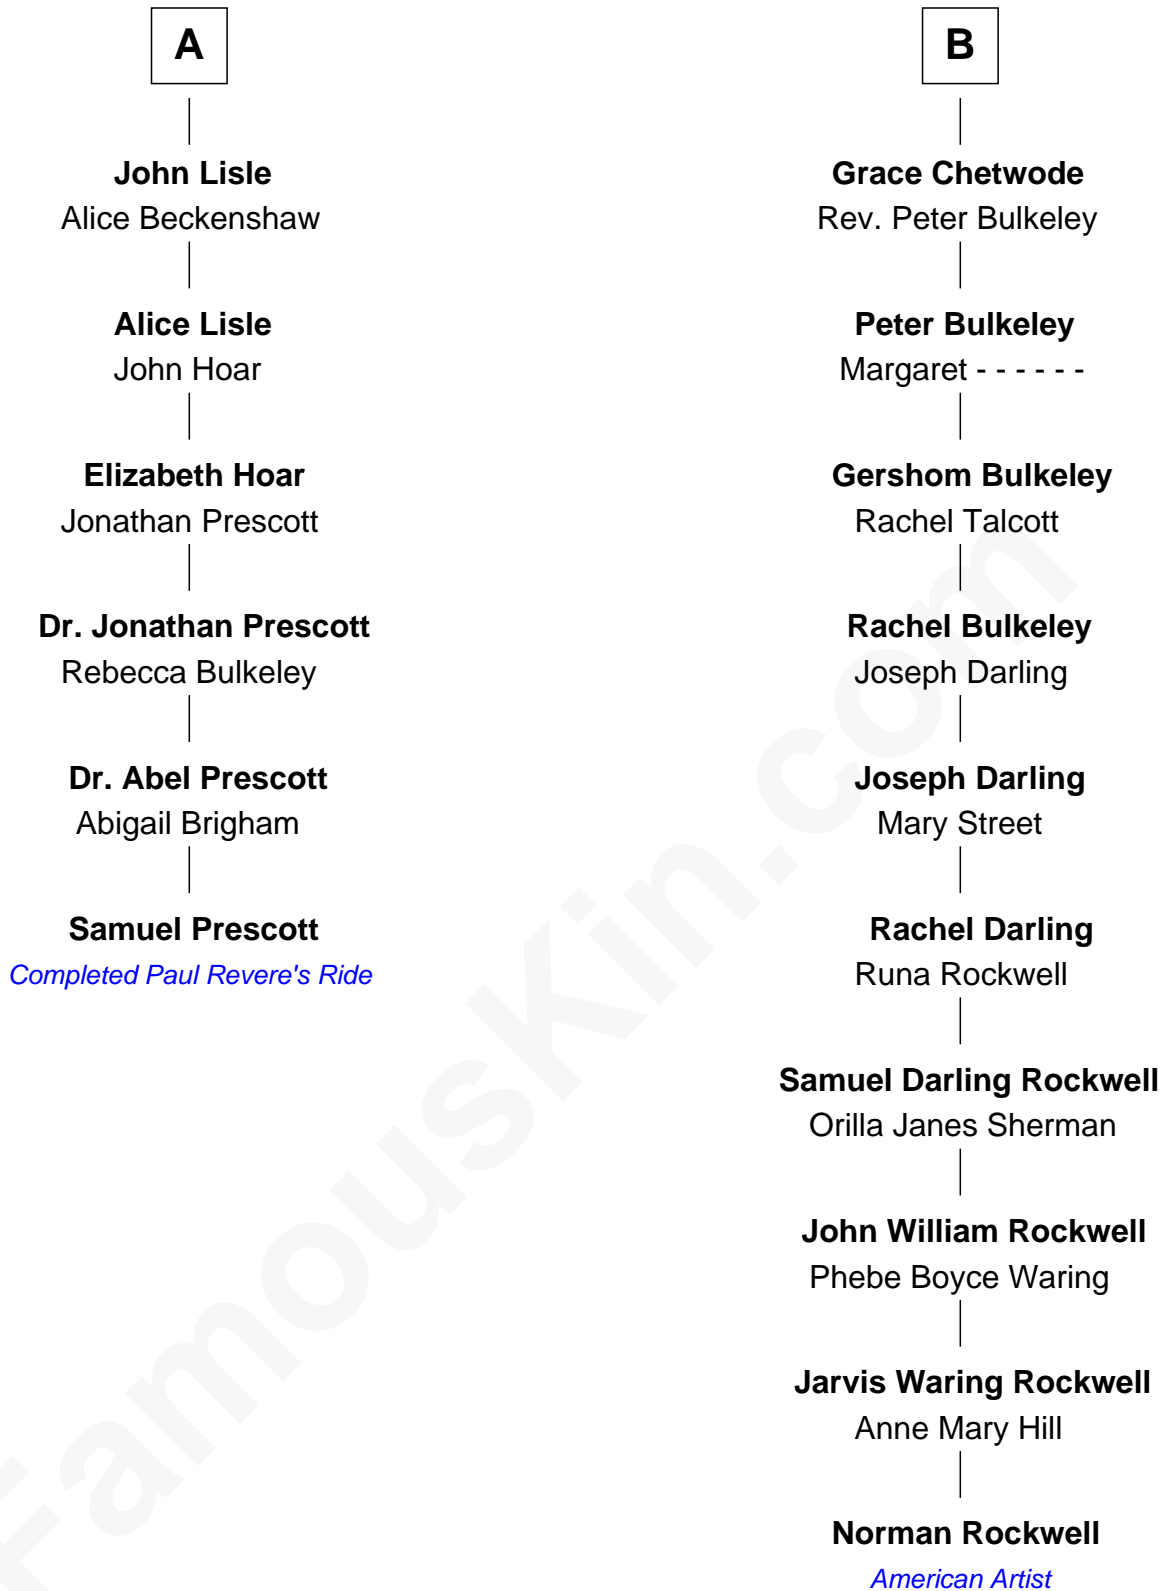 A
John Lisle
Alice Beckenshaw
Alice Lisle
John Hoar
Elizabeth Hoar
Jonathan Prescott
Dr. Jonathan Prescott
Rebecca Bulkeley
Dr. Abel Prescott
Abigail Brigham
Samuel Prescott
Completed Paul Revere's Ride
B
Grace Chetwode
Rev. Peter Bulkeley
Peter Bulkeley
Margaret - - - - - -
Gershom Bulkeley
Rachel Talcott
Rachel Bulkeley
Joseph Darling
Joseph Darling
Mary Street
Rachel Darling
Runa Rockwell
Samuel Darling Rockwell
Orilla Janes Sherman
John William Rockwell
Phebe Boyce Waring
Jarvis Waring Rockwell
Anne Mary Hill
Norman Rockwell
American Artist
FamousKin.com